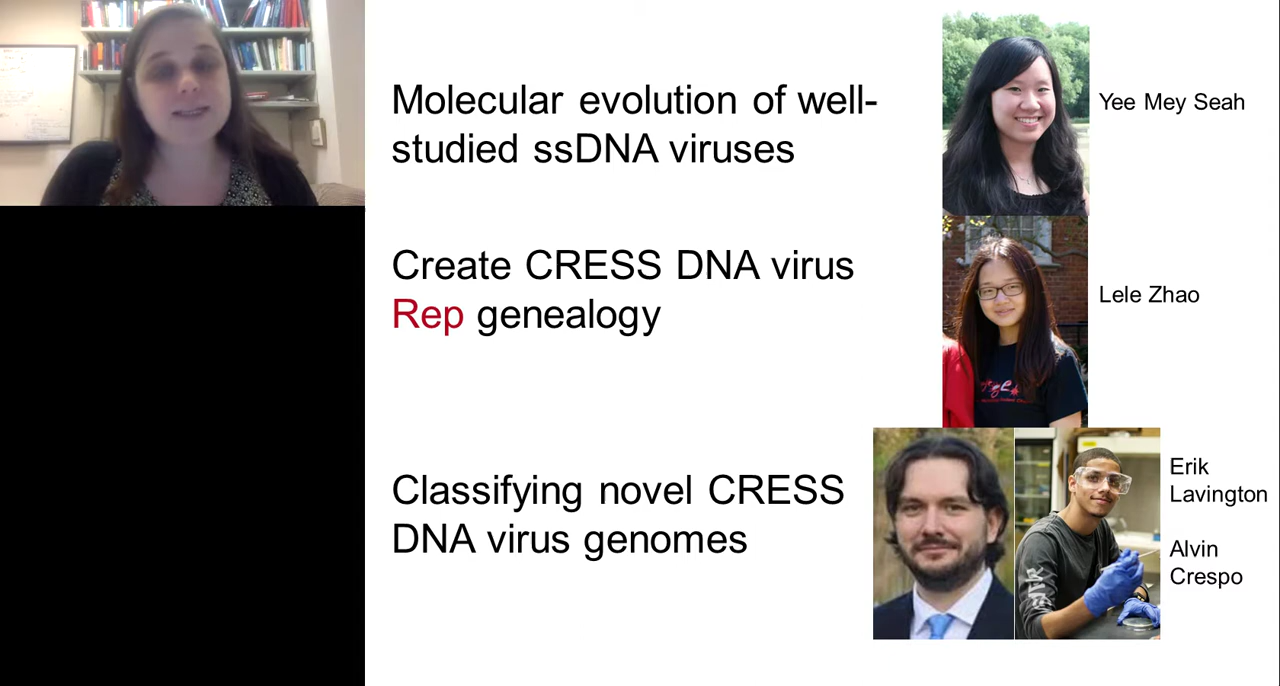 Molecular evolution of well-
studied ssDNA viruses
Yee Mey Seah
Create CRESS DNA virus
Rep genealogy
Lele Zhao
Classifying novel CRESS
DNA virus genomes
Erik
Lavington
Alvin
Crespo